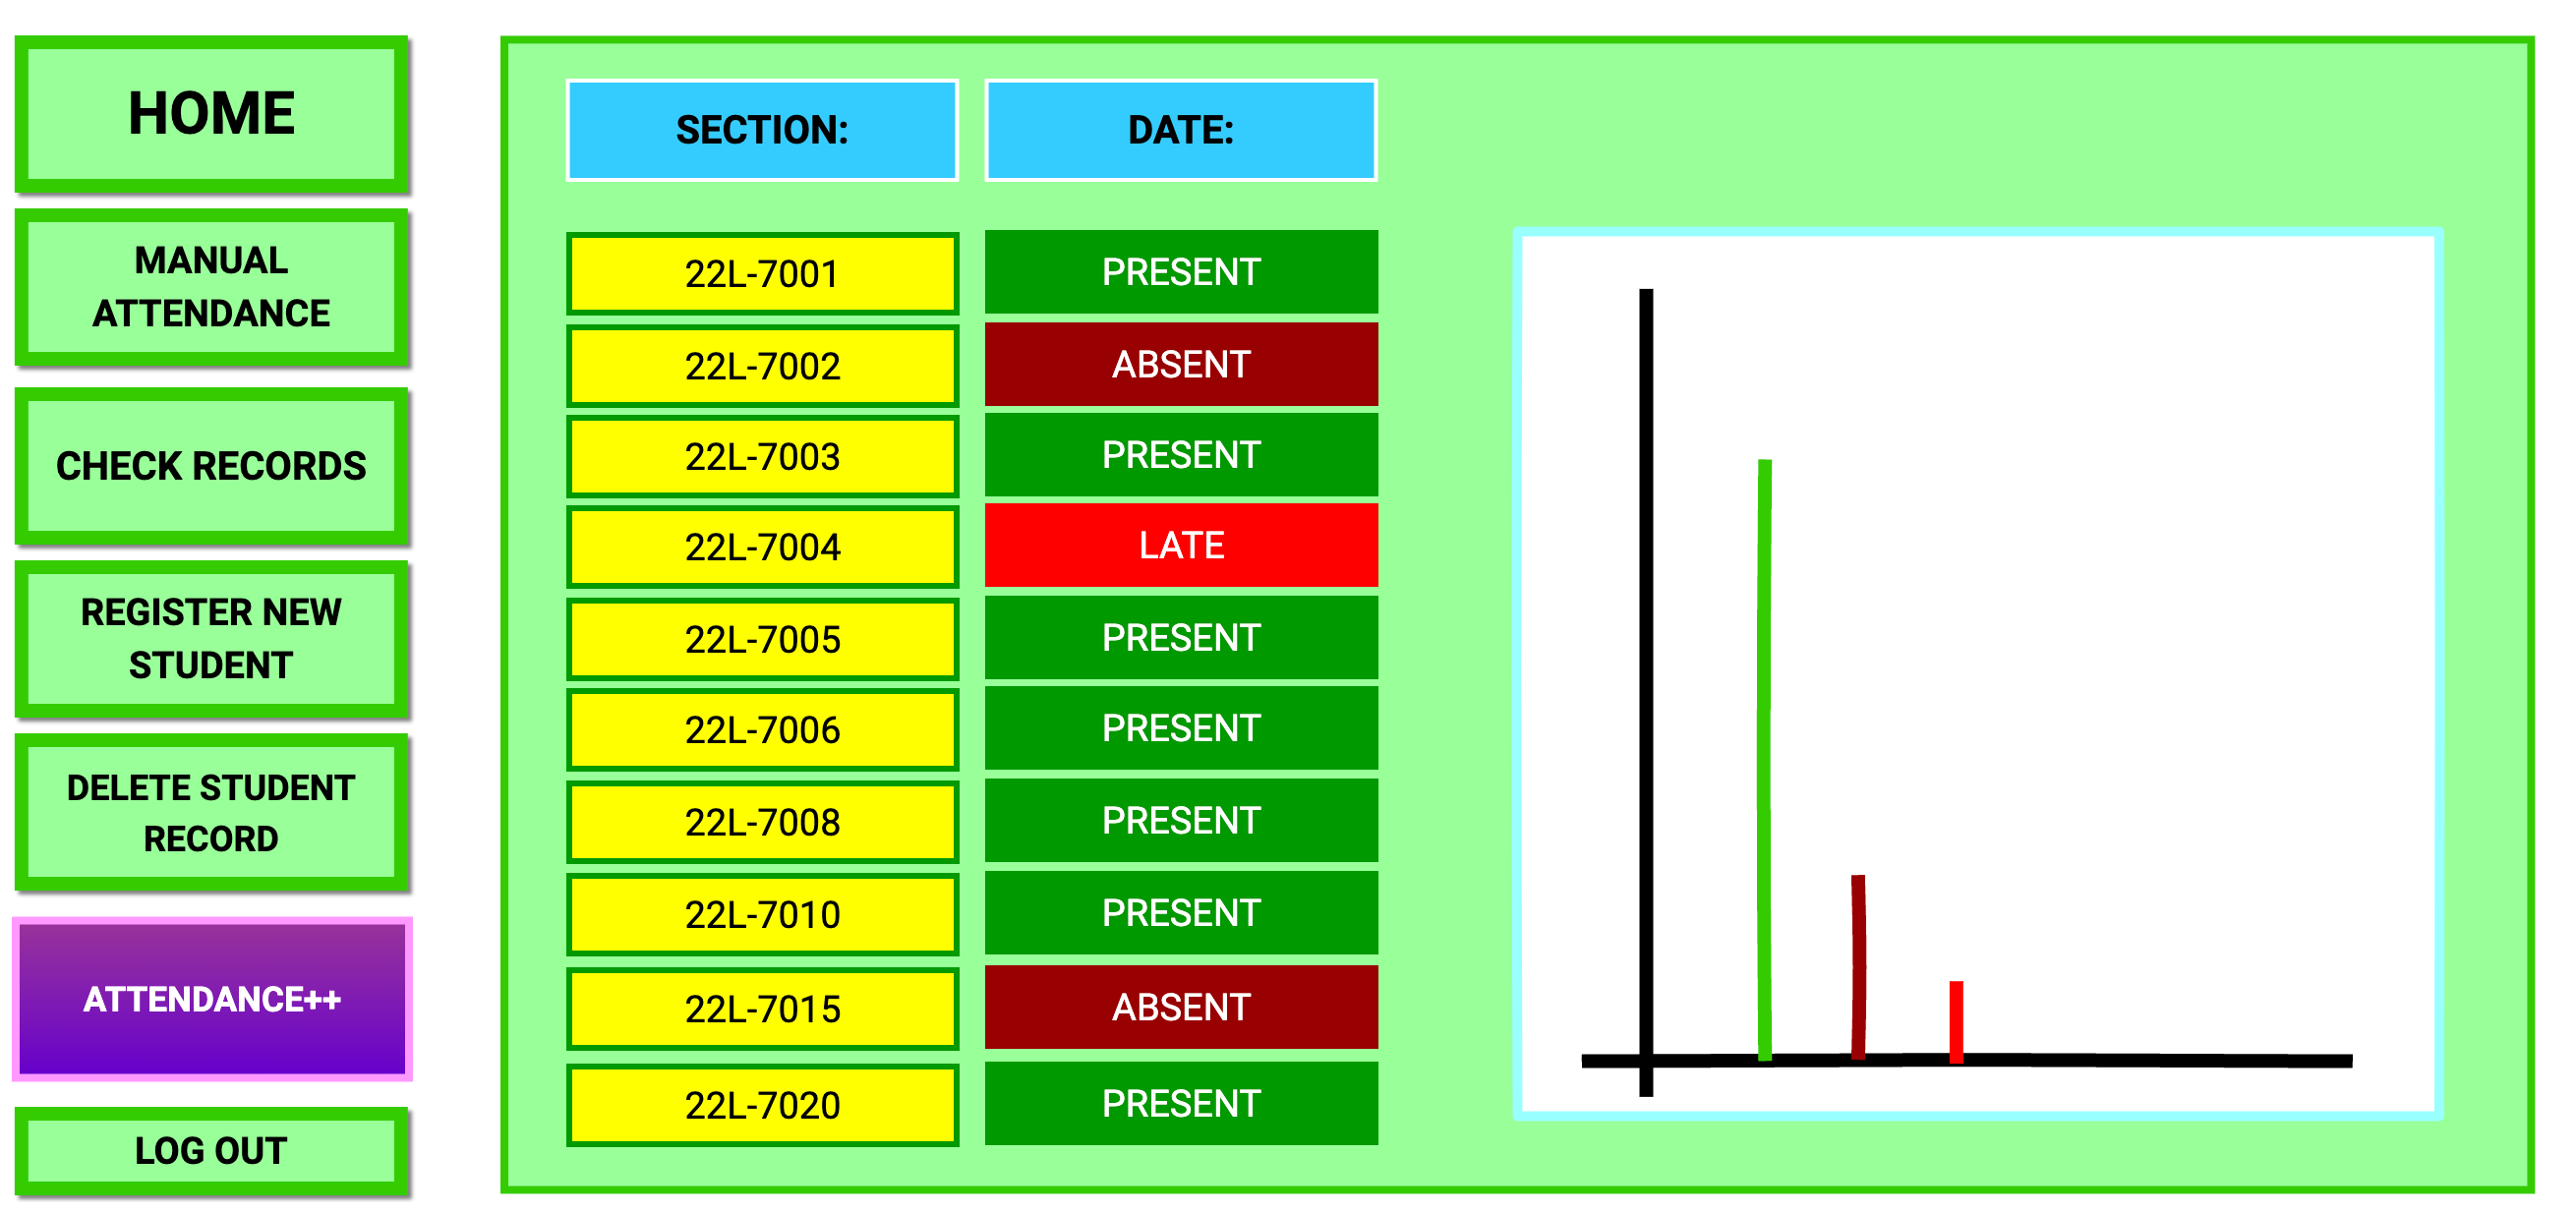 HOME
MANUAL
ATTENDANCE
CHECK RECORDS
REGISTER NEW
STUDENT
DELETE STUDENT
RECORD
ATTENDANCE++
LOG OUT
SECTION:
DATE:
22L-7001
PRESENT
22L-7002
ABSENT
22L-7003
PRESENT
22L-7004
LATE
22L-7005
PRESENT
22L-7006
PRESENT
22L-7008
PRESENT
22L-7010
PRESENT
22L-7015
ABSENT
22L-7020
PRESENT